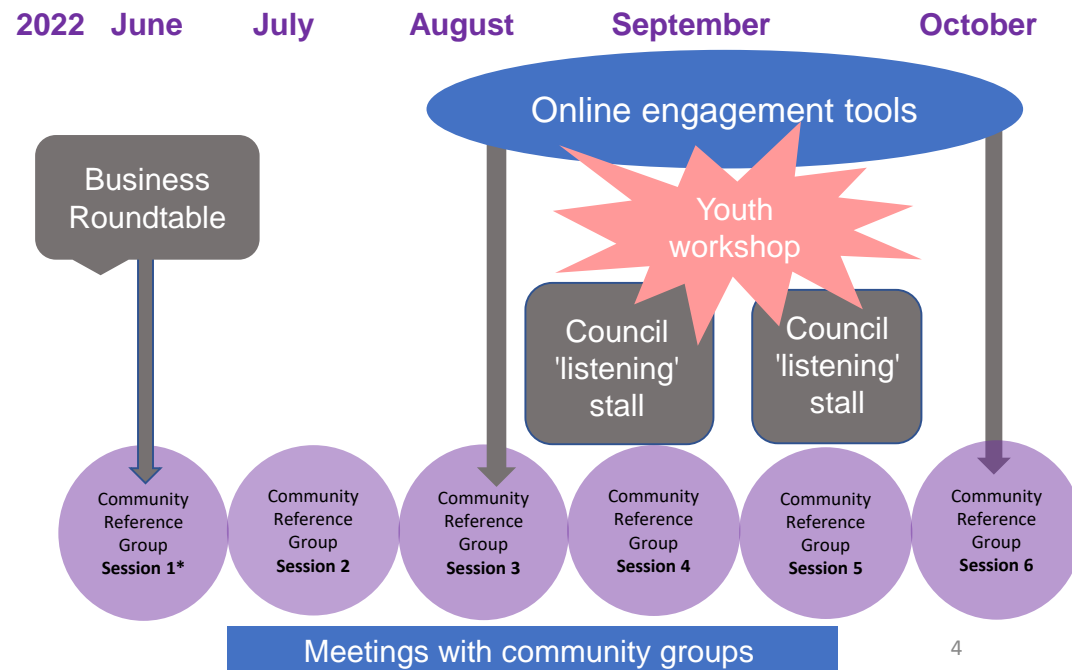 2022 June July August September October
Online engagement tools
Business
Roundtable
Youth
workshop
Council
'listening'
stall
Council
'listening'
stall
Community
Reference
Group
Session 1*
Community
Reference
Group
Session 2
Community
Reference
Group
Session 3
Community
Reference
Group
Session 4
Community
Reference
Group
Session 5
Community
Reference
Group
Session 6
Meetings with community groups
4